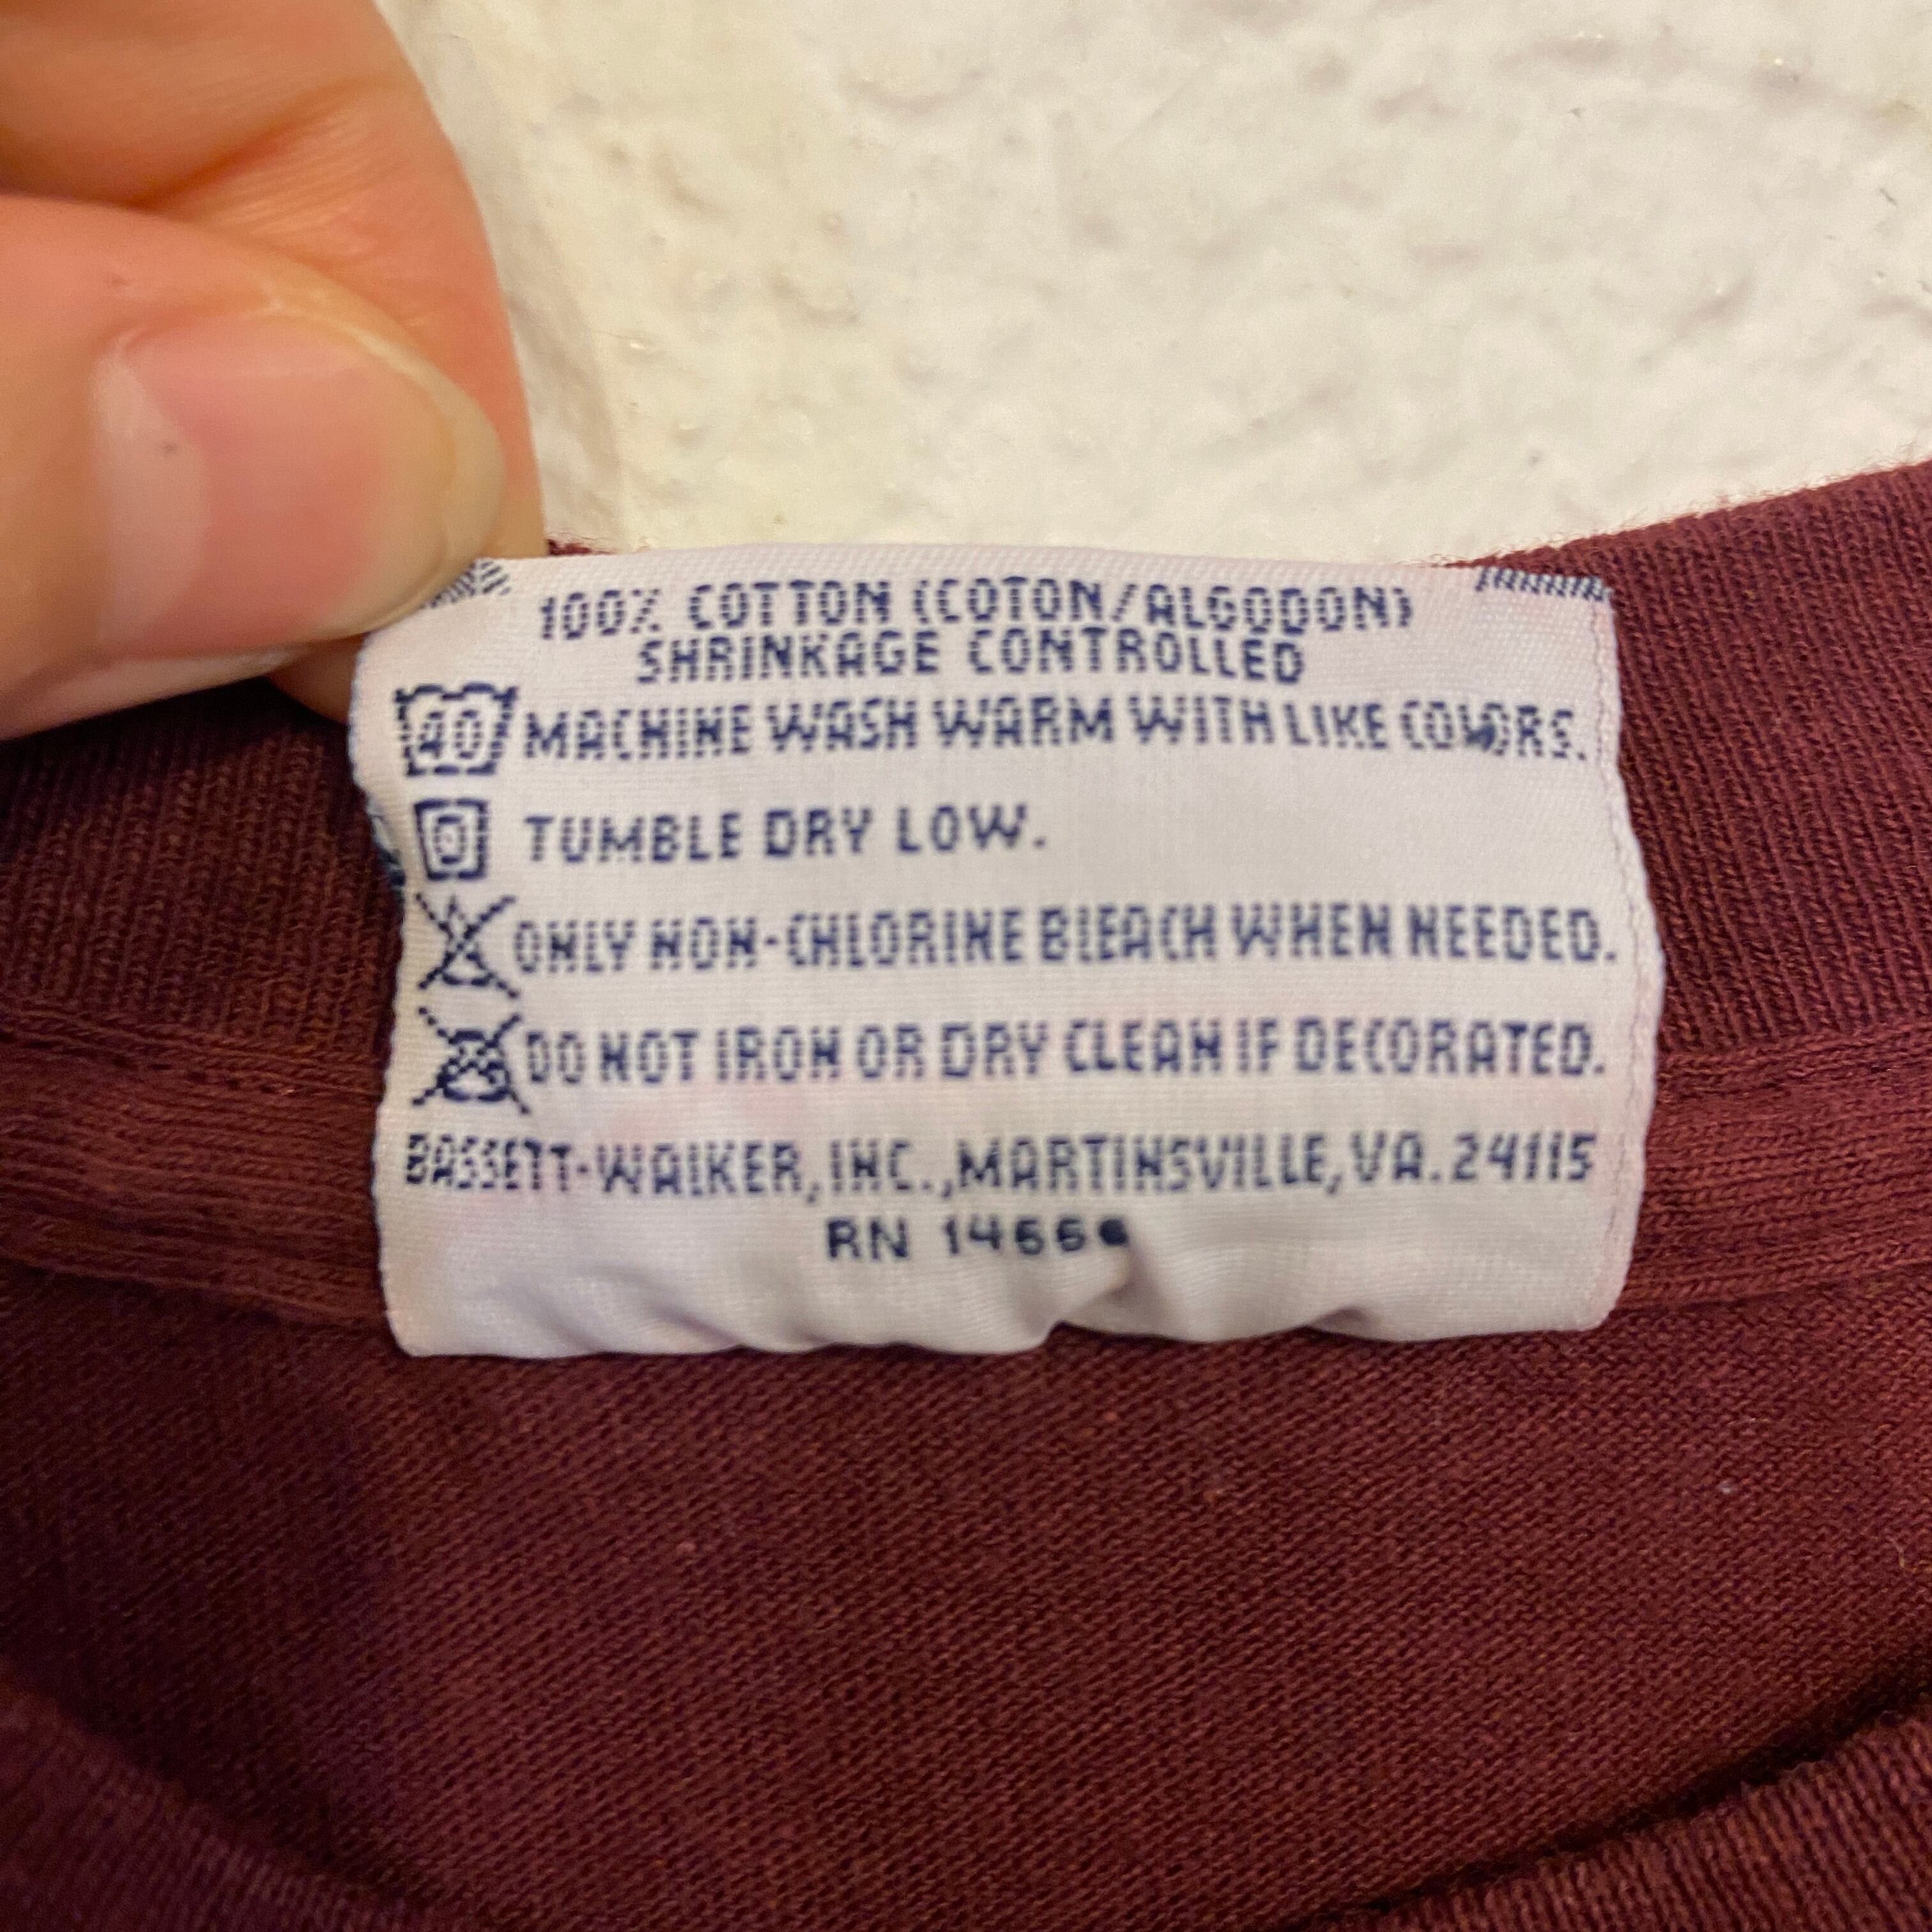 100% COTTON (COTON/ALGODON)
SHRINKAGE CONTROLLED
40 MACHINE WASH WARM WITH LIKE COLORS.
TUMBLE DRY LOW.
ONLY NON-CHLORINE BLEACH WHEN NEEDED.
DO NOT IRON OR DRY CLEAN IF DECORATED.
BASSETT-WALKER, INC., MARTINSVILLE, VA. 24115
RN